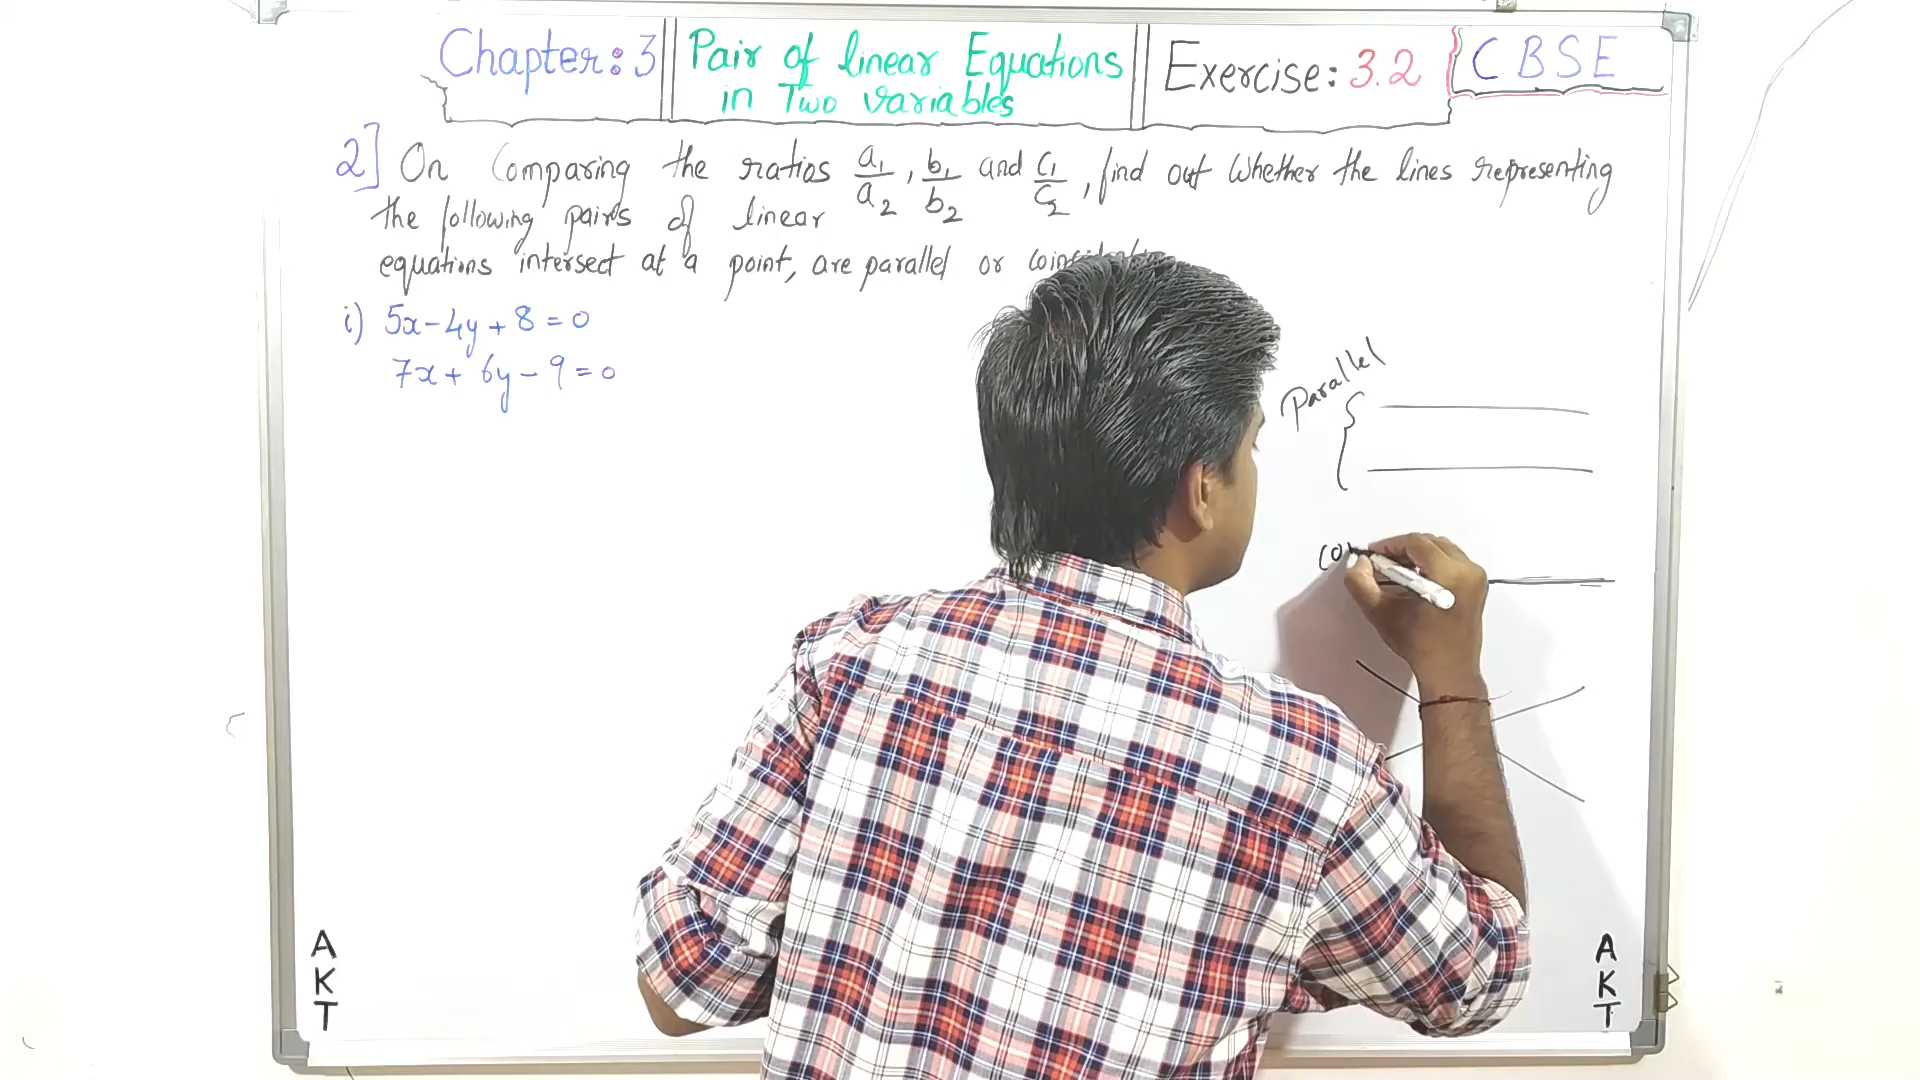 Chapter: 3 Pair of linear Equations in Two variables Exercise: 3.2 CBSE
2] On Comparing the ratios a₁/a₂, b₁/b₂ and c₁/c₂, find out Whether the lines representing
the following pairs of linear
equations intersect at a point, are parallel or
i) 5x-4y+8=0
7x+6y-9=0
Parallel
(o
A
K
T
A
K
T